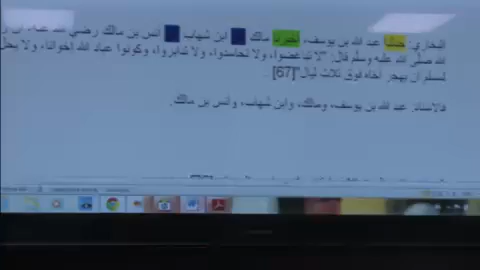 البخاري: حدثنا عبد الله بن يوسف، أخبرنا مالك ابن شهاب أنس بن مالك رضي الله عنه،
الله صلى الله عليه وسلم قال: "لا تباغضوا، ولا تحاسدوا، ولا تدابروا، وكونوا عباد الله إخوانا، ولا يحل
لمسلم أن يهجر أخاه فوق ثلاث ليال"[67]
فالإسناد: عبد الله بن يوسف، ومالك، وابن شهاب، وأنس بن مالك.